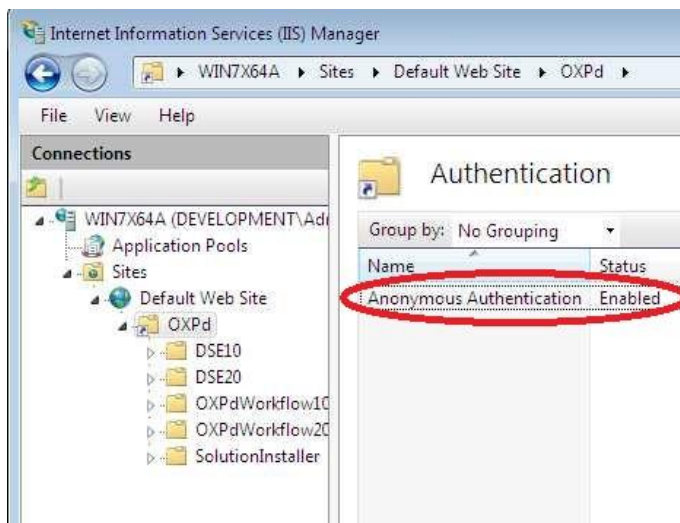 Internet Information Services (IIS) Manager
WIN7X64A Sites Default Web Site OXPd
File View Help
Connections
Authentication
WIN7X64A (DEVELOPMENT\Adı
Application Pools
Sites
Default Web Site
OXPd
DSE10
DSE20
OXPdWorkflow10
OXPdWorkflow20
SolutionInstaller
Group by: No Grouping
Name Status
Anonymous Authentication Enabled